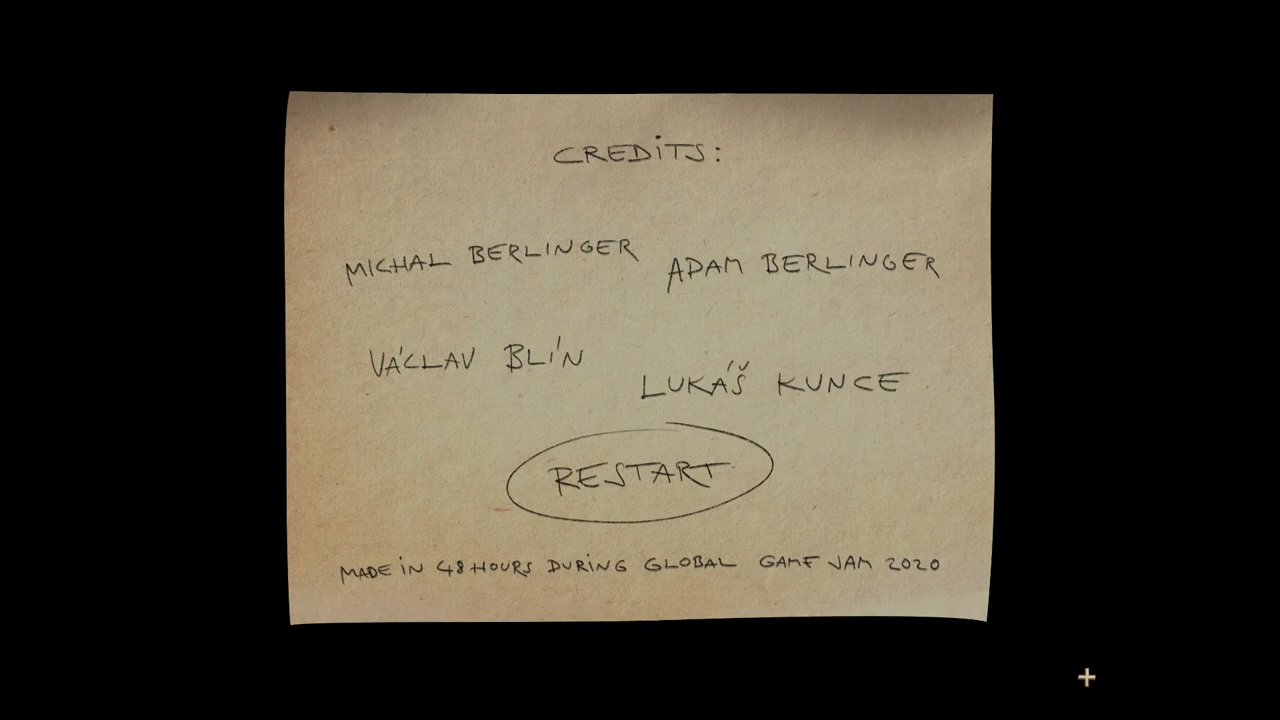 CREDITS:
MICHAL BERLINGER
ADAM BERLINGER
VÁCLAV BLÍN
LUKÁŠ KUNCE
RESTART
MADE IN 48 HOURS DURING GLOBAL GAME JAM 2020